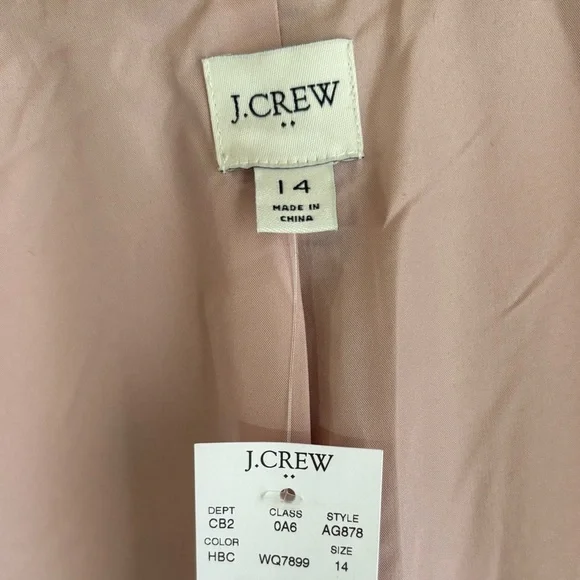 J.CREW
14
MADE IN
CHINA
J.CREW
DEPT CLASS STYLE
CB2 0A6 AG878
COLOR SIZE
HBC WQ7899 14